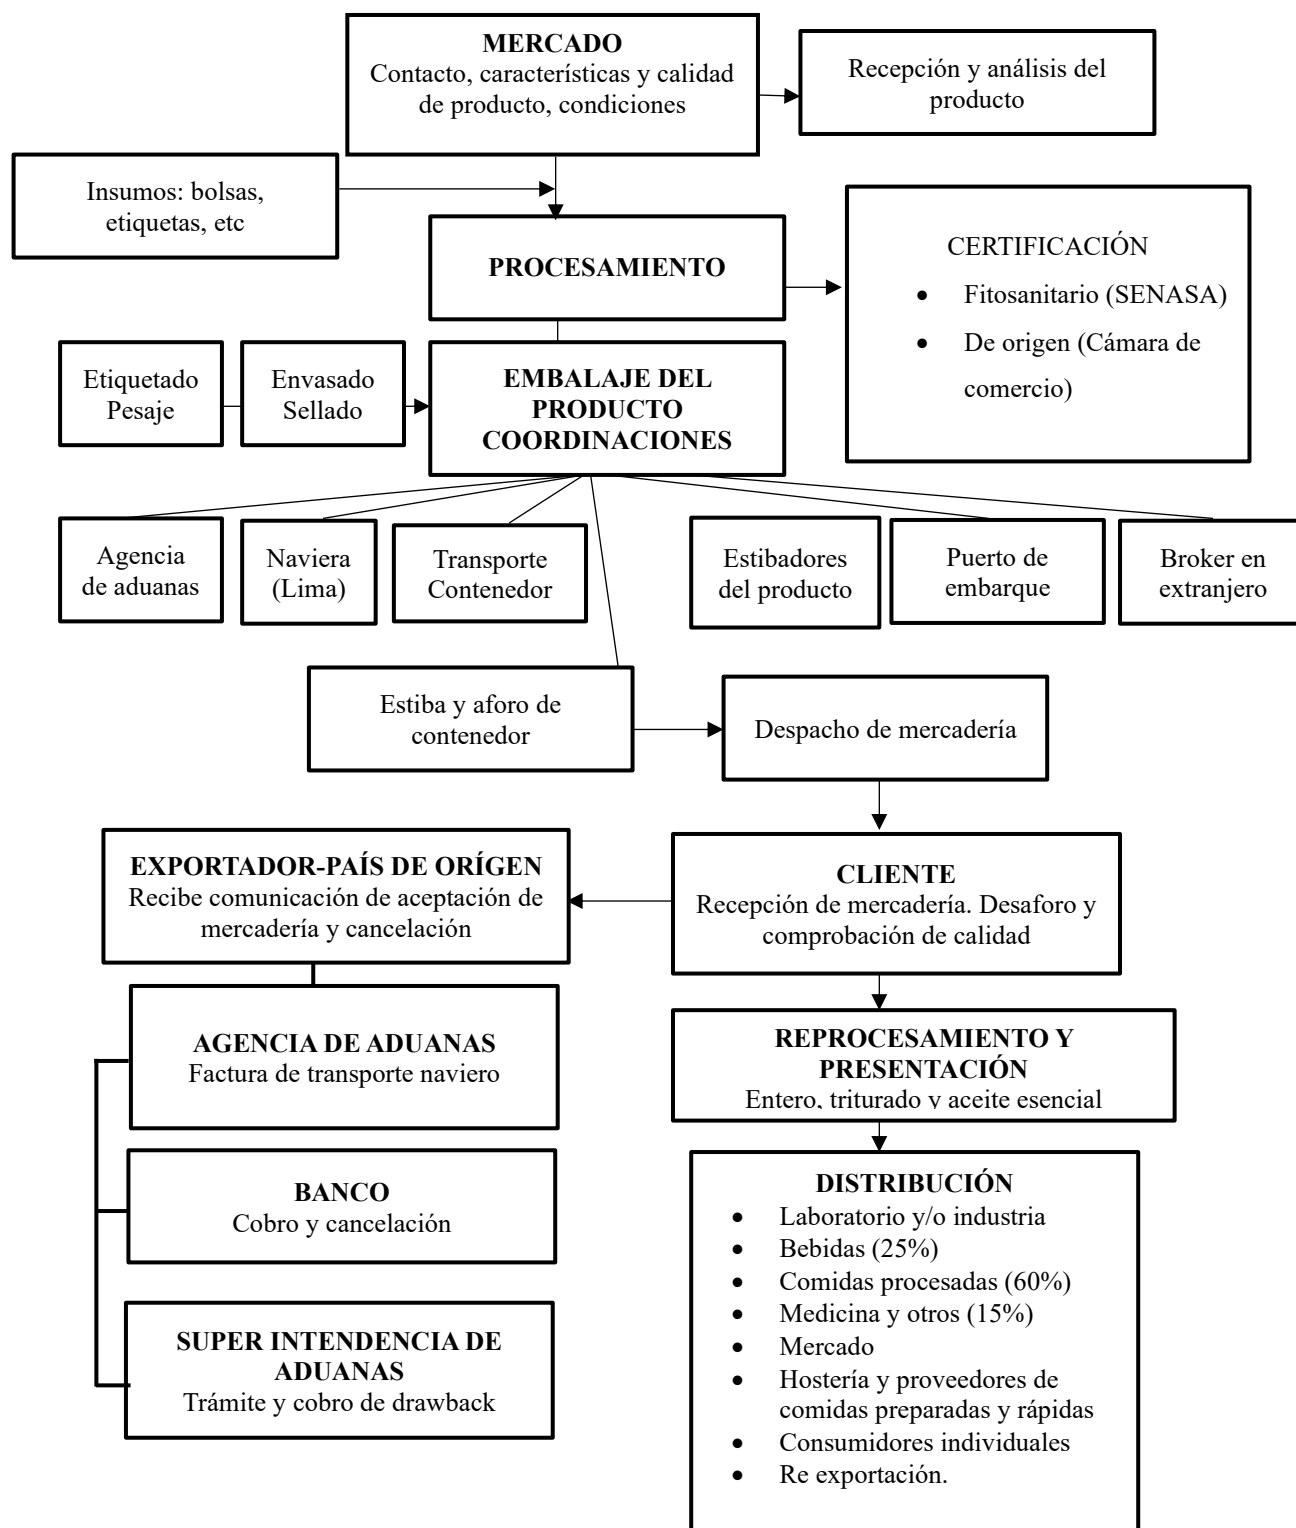 MERCADO
Contacto, características y calidad
de producto, condiciones
Recepción y análisis del
producto
Insumos: bolsas,
etiquetas, etc
PROCESAMIENTO
CERTIFICACIÓN
• Fitosanitario (SENASA)
• De origen (Cámara de
comercio)
Etiquetado
Pesaje
Envasado
Sellado
EMBALAJE DEL
PRODUCTO
COORDINACIONES
Agencia
de aduanas
Naviera
(Lima)
Transporte
Contenedor
Estibadores
del producto
Puerto de
embarque
Broker en
extranjero
Estiba y aforo de
contenedor
Despacho de mercadería
EXPORTADOR-PAÍS DE ORÍGEN
Recibe comunicación de aceptación de
mercadería y cancelación
CLIENTE
Recepción de mercadería. Desaforo y
comprobación de calidad
AGENCIA DE ADUANAS
Factura de transporte naviero
REPROCESAMIENTO Y
PRESENTACIÓN
Entero, triturado y aceite esencial
BANCO
Cobro y cancelación
SUPER INTENDENCIA DE
ADUANAS
Trámite y cobro de drawback
DISTRIBUCIÓN
• Laboratorio y/o industria
• Bebidas (25%)
• Comidas procesadas (60%)
• Medicina y otros (15%)
• Mercado
• Hostería y proveedores de
comidas preparadas y rápidas
• Consumidores individuales
• Re exportación.